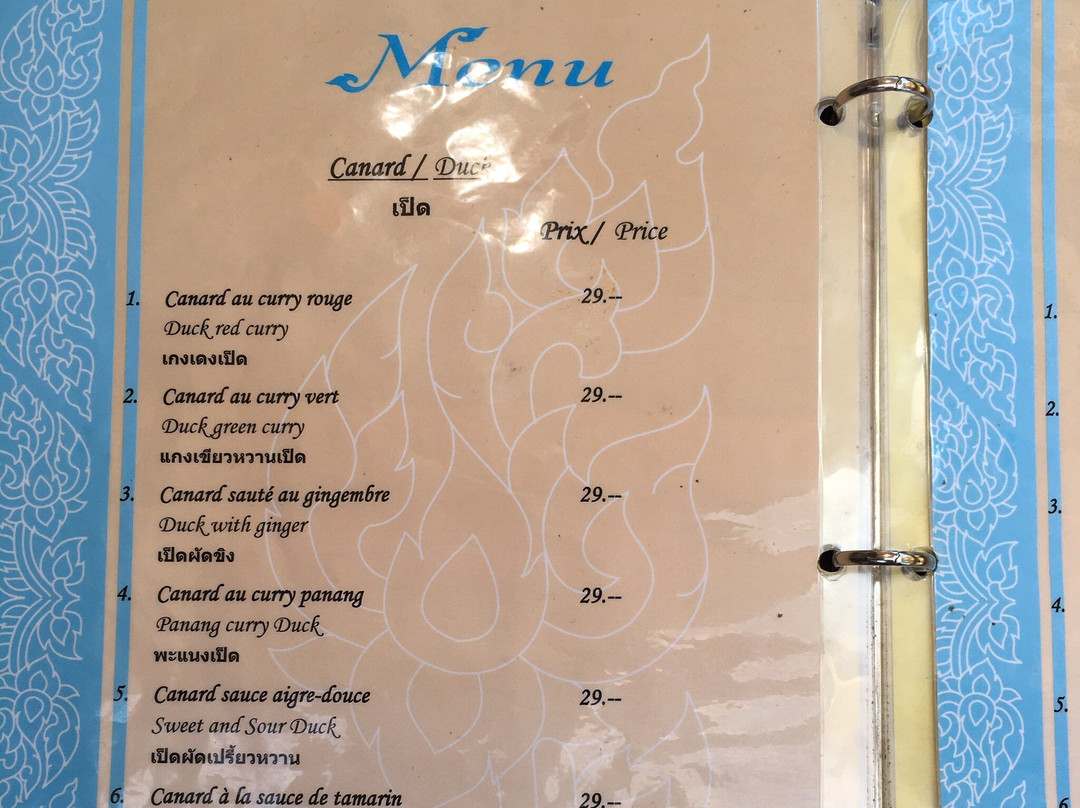 Menu
Canard / Duck
เป็ด
Prix / Price
1. Canard au curry rouge 29.--
Duck red curry
เกงเดงเป็ด
2. Canard au curry vert 29.--
Duck green curry
แกงเขียวหวานเป็ด
3. Canard sauté au gingembre 29.--
Duck with ginger
เป็ดผัดขิง
4. Canard au curry panang 29.--
Panang curry Duck
พะแนงเป็ด
5. Canard sauce aigre-douce 29.--
Sweet and Sour Duck
เป็ดผัดเปรี้ยวหวาน
6. Canard à la sauce de tamarin 29.--
1.
2.
3.
4.
5.
6